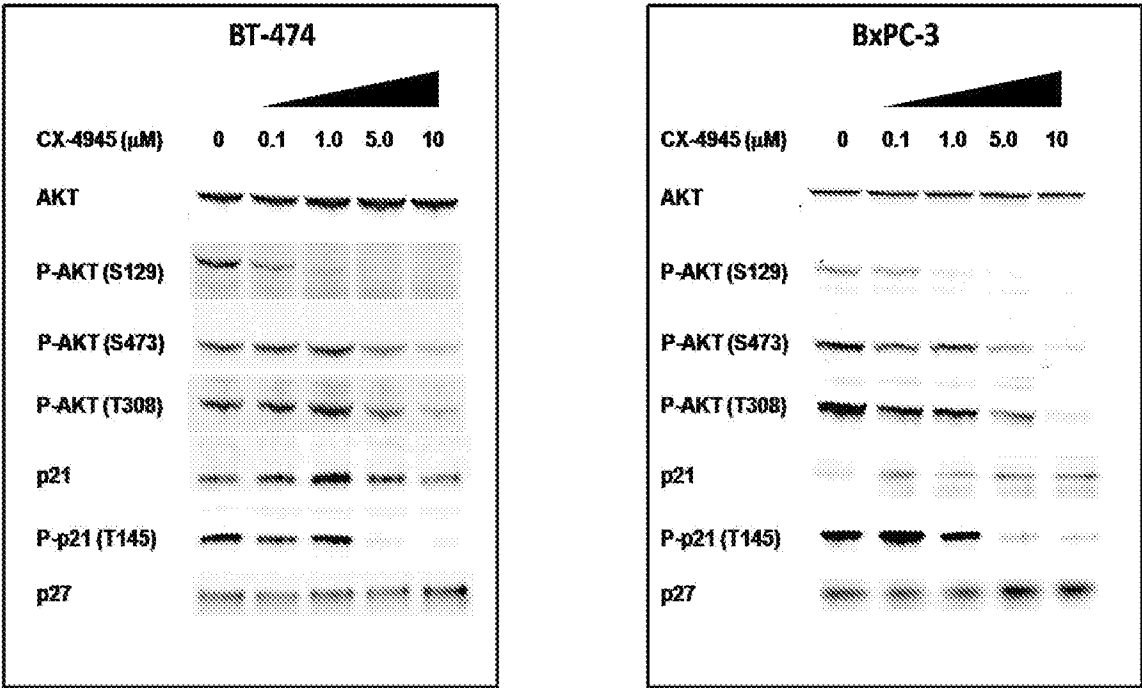 BT-474
CX-4945 (μM) 0 0.1 1.0 5.0 10
AKT
P-AKT (S129)
P-AKT (S473)
P-AKT (T308)
p21
P-p21 (T145)
p27
BxPC-3
CX-4945 (μM) 0 0.1 1.0 5.0 10
AKT
P-AKT (S129)
P-AKT (S473)
P-AKT (T308)
p21
P-p21 (T145)
p27